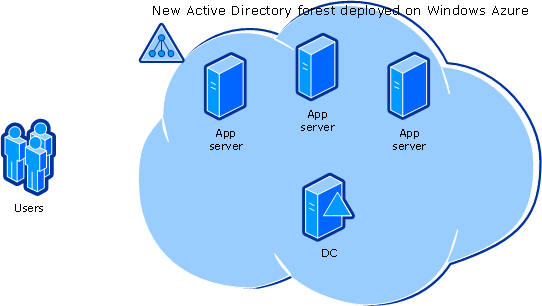 New Active Directory forest deployed on Windows Azure
App
server
App
server
App
server
Users
DC